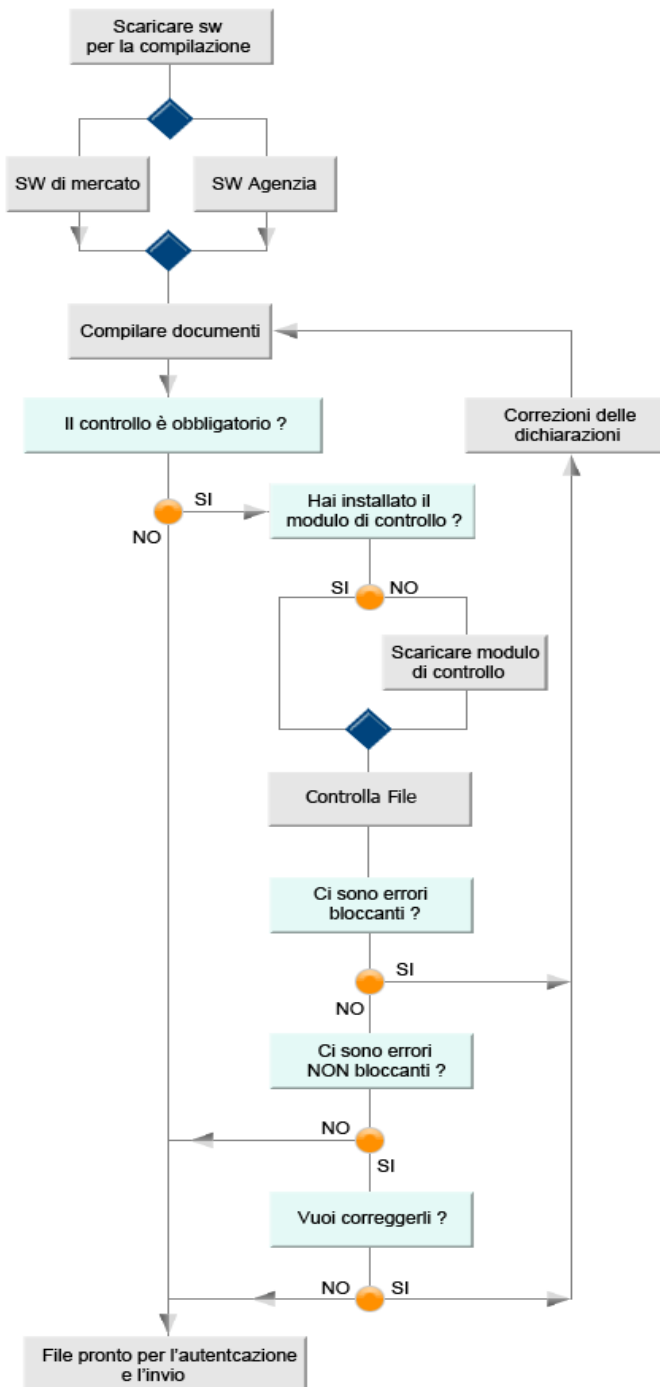 Scaricare sw
per la compilazione
SW di mercato
SW Agenzia
Compilare documenti
Il controllo è obbligatorio ?
Correzioni delle
dichiarazioni
SI
NO
Hai installato il
modulo di controllo ?
SI
NO
Scaricare modulo
di controllo
Controlla File
Ci sono errori
bloccanti ?
SI
NO
Ci sono errori
NON bloccanti ?
NO
SI
Vuoi correggerli ?
NO
SI
File pronto per l'autentcazione
e l'invio